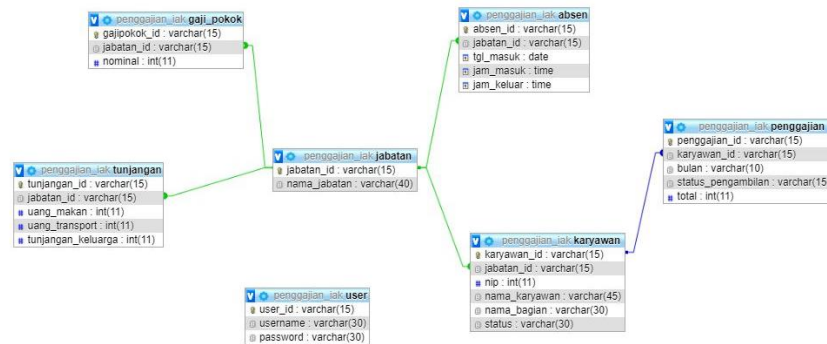 penggajian_iak gaji_pokok
gajipokok_id : varchar(15)
jabatan_id : varchar(15)
nominal : int(11)
penggajian_iak absen
absen_id : varchar(15)
jabatan_id : varchar(15)
tgl_masuk : date
jam_masuk : time
jam_keluar : time
penggajian_iak penggajian
penggajian_id : varchar(15)
karyawan_id : varchar(15)
bulan : varchar(10)
status_pengambilan : varchar(15
total : int(11)
penggajian_iak jabatan
jabatan_id : varchar(15)
nama_jabatan : varchar(40)
penggajian_iak tunjangan
tunjangan_id : varchar(15)
jabatan_id : varchar(15)
uang_makan : int(11)
uang_transport : int(11)
tunjangan_keluarga : int(11)
penggajian_iak karyawan
karyawan_id : varchar(15)
jabatan_id : varchar(15)
nip : int(11)
nama_karyawan : varchar(45)
nama_bagian : varchar(30)
status : varchar(30)
penggajian_iak user
user_id : varchar(15)
username : varchar(30)
password : varchar(30)